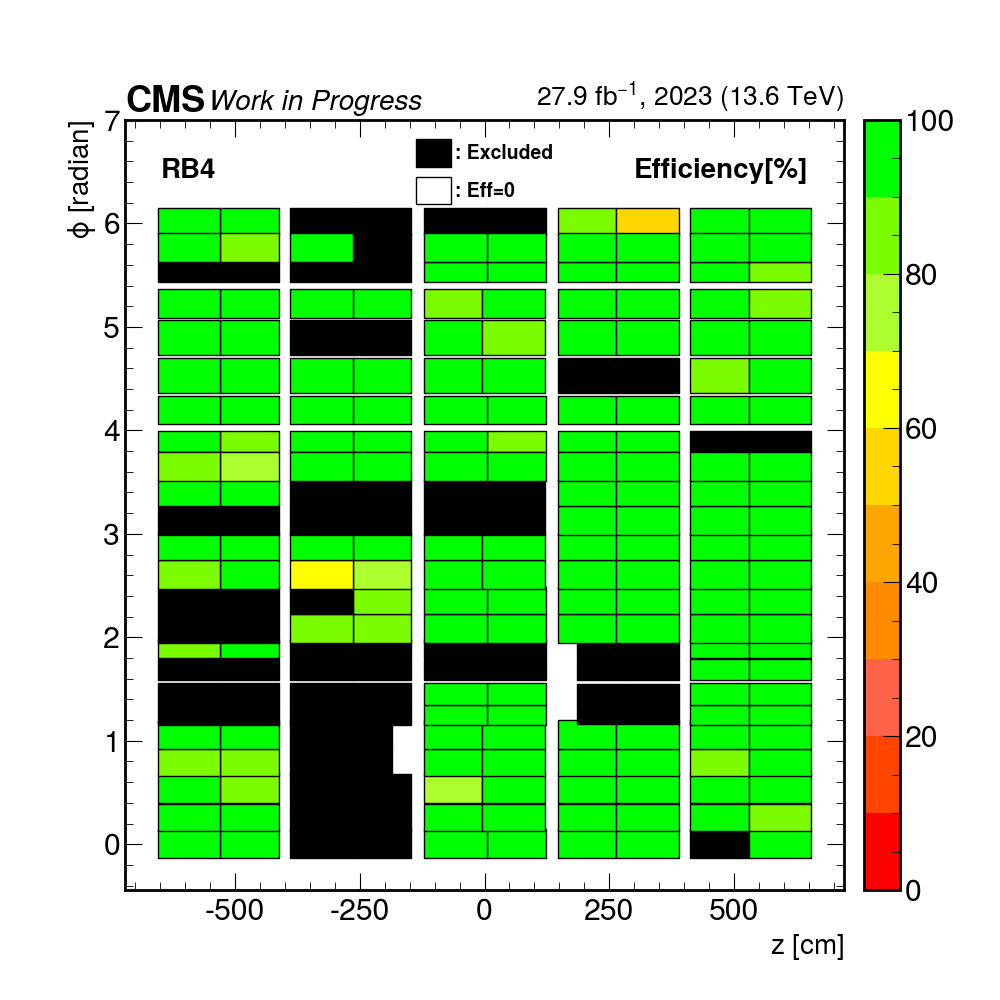 CMS Work in Progress 27.9 fb⁻¹, 2023 (13.6 TeV)
RB4 : Excluded Efficiency[%]
: Eff=0
ϕ [radian]
7
6
5
4
3
2
1
0
-500 -250 0 250 500
z [cm]
100
80
60
40
20
0